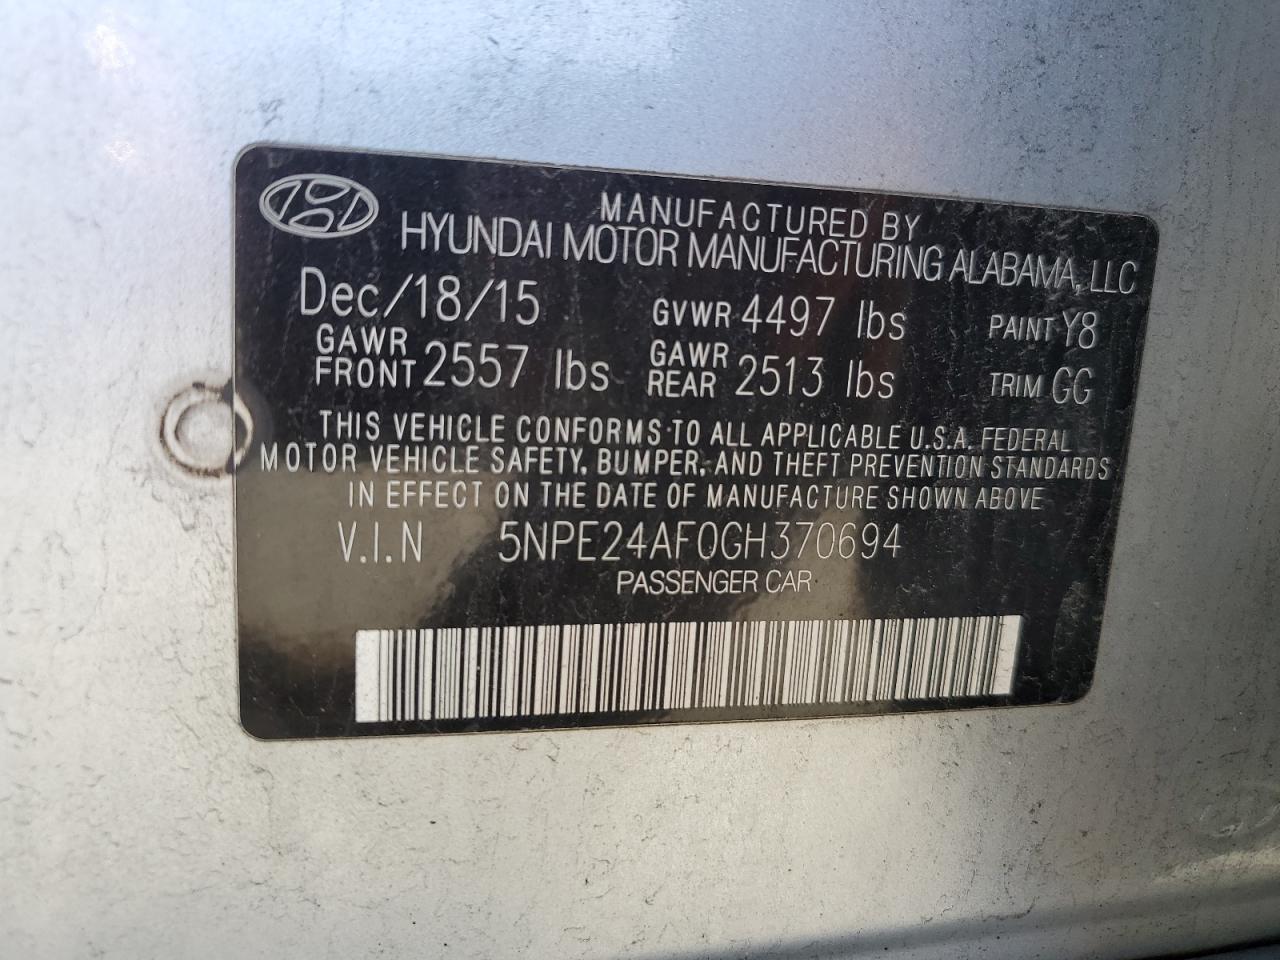 MANUFACTURED BY
HYUNDAI MOTOR MANUFACTURING ALABAMA, LLC
Dec/18/15 GVWR 4497 lbs PAINT Y8
GAWR FRONT 2557 lbs GAWR REAR 2513 lbs TRIM GG
THIS VEHICLE CONFORMS TO ALL APPLICABLE U.S.A. FEDERAL
MOTOR VEHICLE SAFETY, BUMPER, AND THEFT PREVENTION STANDARDS
IN EFFECT ON THE DATE OF MANUFACTURE SHOWN ABOVE
V.I.N 5NPE24AF0GH370694
PASSENGER CAR